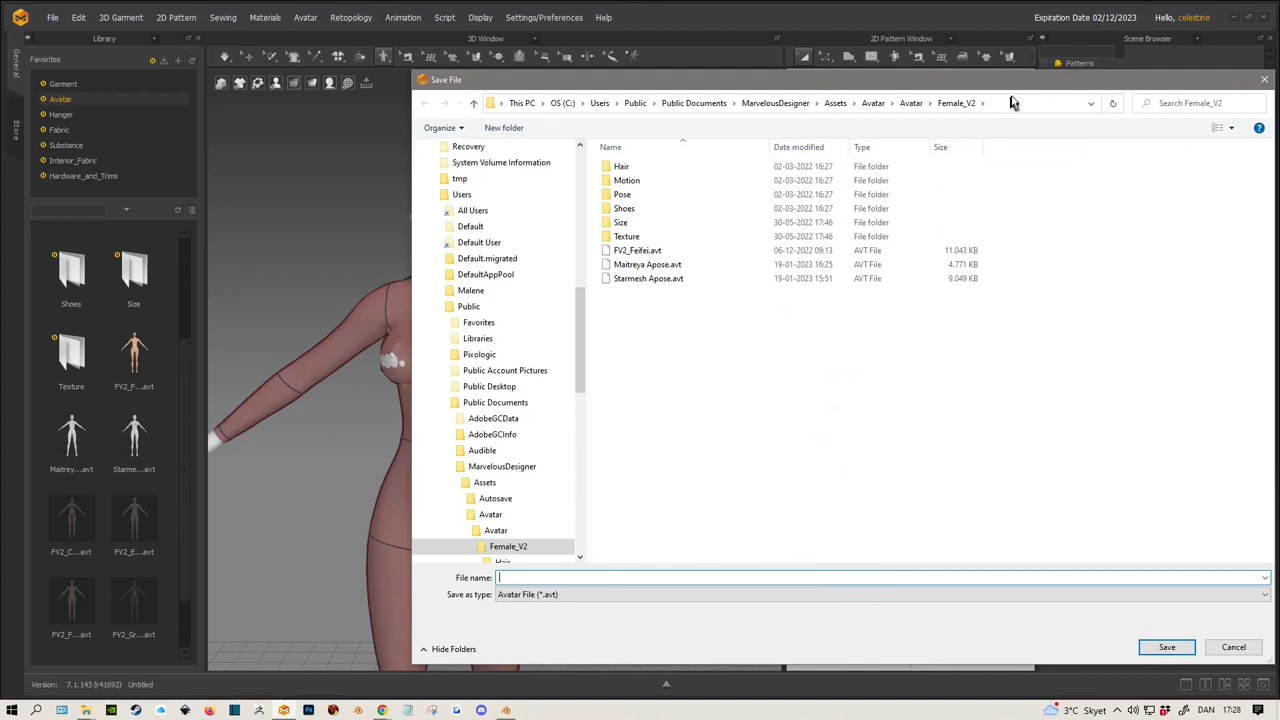 File Edit 3D Garment 2D Pattern Sewing Materials Avatar Retopology Animation Script Display Settings/Preferences Help Expiration Date 02/12/2023 Hello, celestine
Library 3D Window 2D Pattern Window Scene Browser
General
Store
Favorites
Garment
Avatar
Hanger
Fabric
Substance
Interior_Fabric
Hardware_and_Trims
Shoes Size
Texture FV2_F....avt
Maitrey....avt Starme....avt
FV2_C....avt FV2_E....avt
FV2_F....avt FV2_Gr....avt
Patterns
Save File
This PC OS (C:) Users Public Public Documents MarvelousDesigner Assets Avatar Avatar Female_V2
Search Female_V2
Organize New folder
Recovery
System Volume Information
tmp
Users
All Users
Default
Default User
Default.migrated
DefaultAppPool
Malene
Public
Favorites
Libraries
Pixologic
Public Account Pictures
Public Desktop
Public Documents
AdobeGCData
AdobeGCInfo
Audible
MarvelousDesigner
Assets
Autosave
Avatar
Avatar
Female_V2
Hair
Name Date modified Type Size
Hair 02-03-2022 16:27 File folder
Motion 02-03-2022 16:27 File folder
Pose 02-03-2022 16:27 File folder
Shoes 02-03-2022 16:27 File folder
Size 30-05-2022 17:46 File folder
Texture 30-05-2022 17:46 File folder
FV2_Feifei.avt 06-12-2022 09:13 AVT File 11.043 KB
Maitreya Apose.avt 19-01-2023 16:25 AVT File 4.771 KB
Starmesh Apose.avt 19-01-2023 15:51 AVT File 9.049 KB
File name:
Save as type: Avatar File (*.avt)
Hide Folders Save Cancel
Version: 7.1.143 (r41692) Untitled
3°C Skyet DAN 17:28